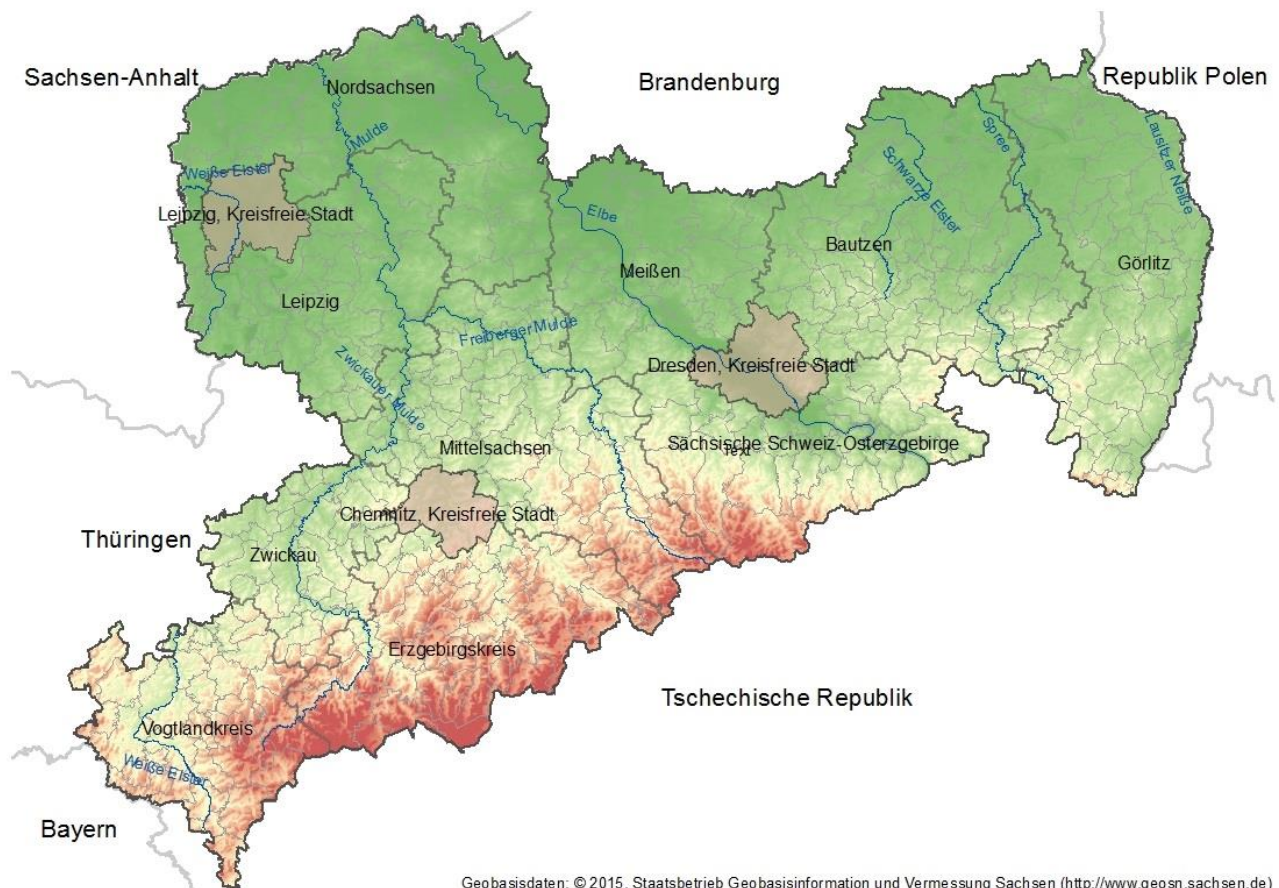 Sachsen-Anhalt
Brandenburg
Republik Polen
Nordsachsen
Mulde
Weiße Elster
Leipzig, Kreisfreie Stadt
Leipzig
Elbe
Meißen
Schwarze Elster
Spree
ausitzer Neiße
Bautzen
Görlitz
Freiberger Mulde
Zwickauer Mulde
Dresden, Kreisfreie Stadt
Mittelsachsen
Sächsische Schweiz-Osterzgebirge
Text
Chemnitz, Kreisfreie Stadt
Thüringen
Zwickau
Erzgebirgskreis
Tschechische Republik
Vogtlandkreis
Weiße Elster
Bayern
Geobasisdaten: © 2015, Staatsbetrieb Geobasisinformation und Vermessung Sachsen (http://www.geosn.sachsen.de)